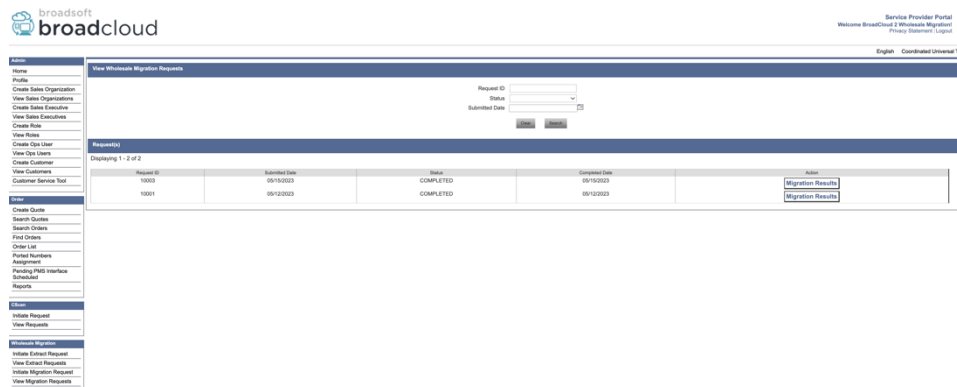 broadsoft
broadcloud
Service Provider Portal
Welcome BroadCloud 2 Wholesale Migration!
Privacy Statement | Logout
English Coordinated Universal T
Admin
Home
Profile
Create Sales Organization
View Sales Organizations
Create Sales Executive
View Sales Executives
Create Role
View Roles
Create Ops User
View Ops Users
Create Customer
View Customers
Customer Service Tool
Order
Create Quote
Search Quotes
Search Orders
Find Orders
Order List
Ported Numbers
Assignment
Pending PMS Interface
Scheduled
Reports
CScan
Initiate Request
View Requests
Wholesale Migration
Initiate Extract Request
View Extract Requests
Initiate Migration Request
View Migration Requests
View Wholesale Migration Requests
Request ID
Status
Submitted Date
Clear Search
Request(s)
Displaying 1 - 2 of 2
Request ID Submitted Date Status Completed Date Action
10003 05/15/2023 COMPLETED 05/15/2023 Migration Results
10001 05/12/2023 COMPLETED 05/12/2023 Migration Results